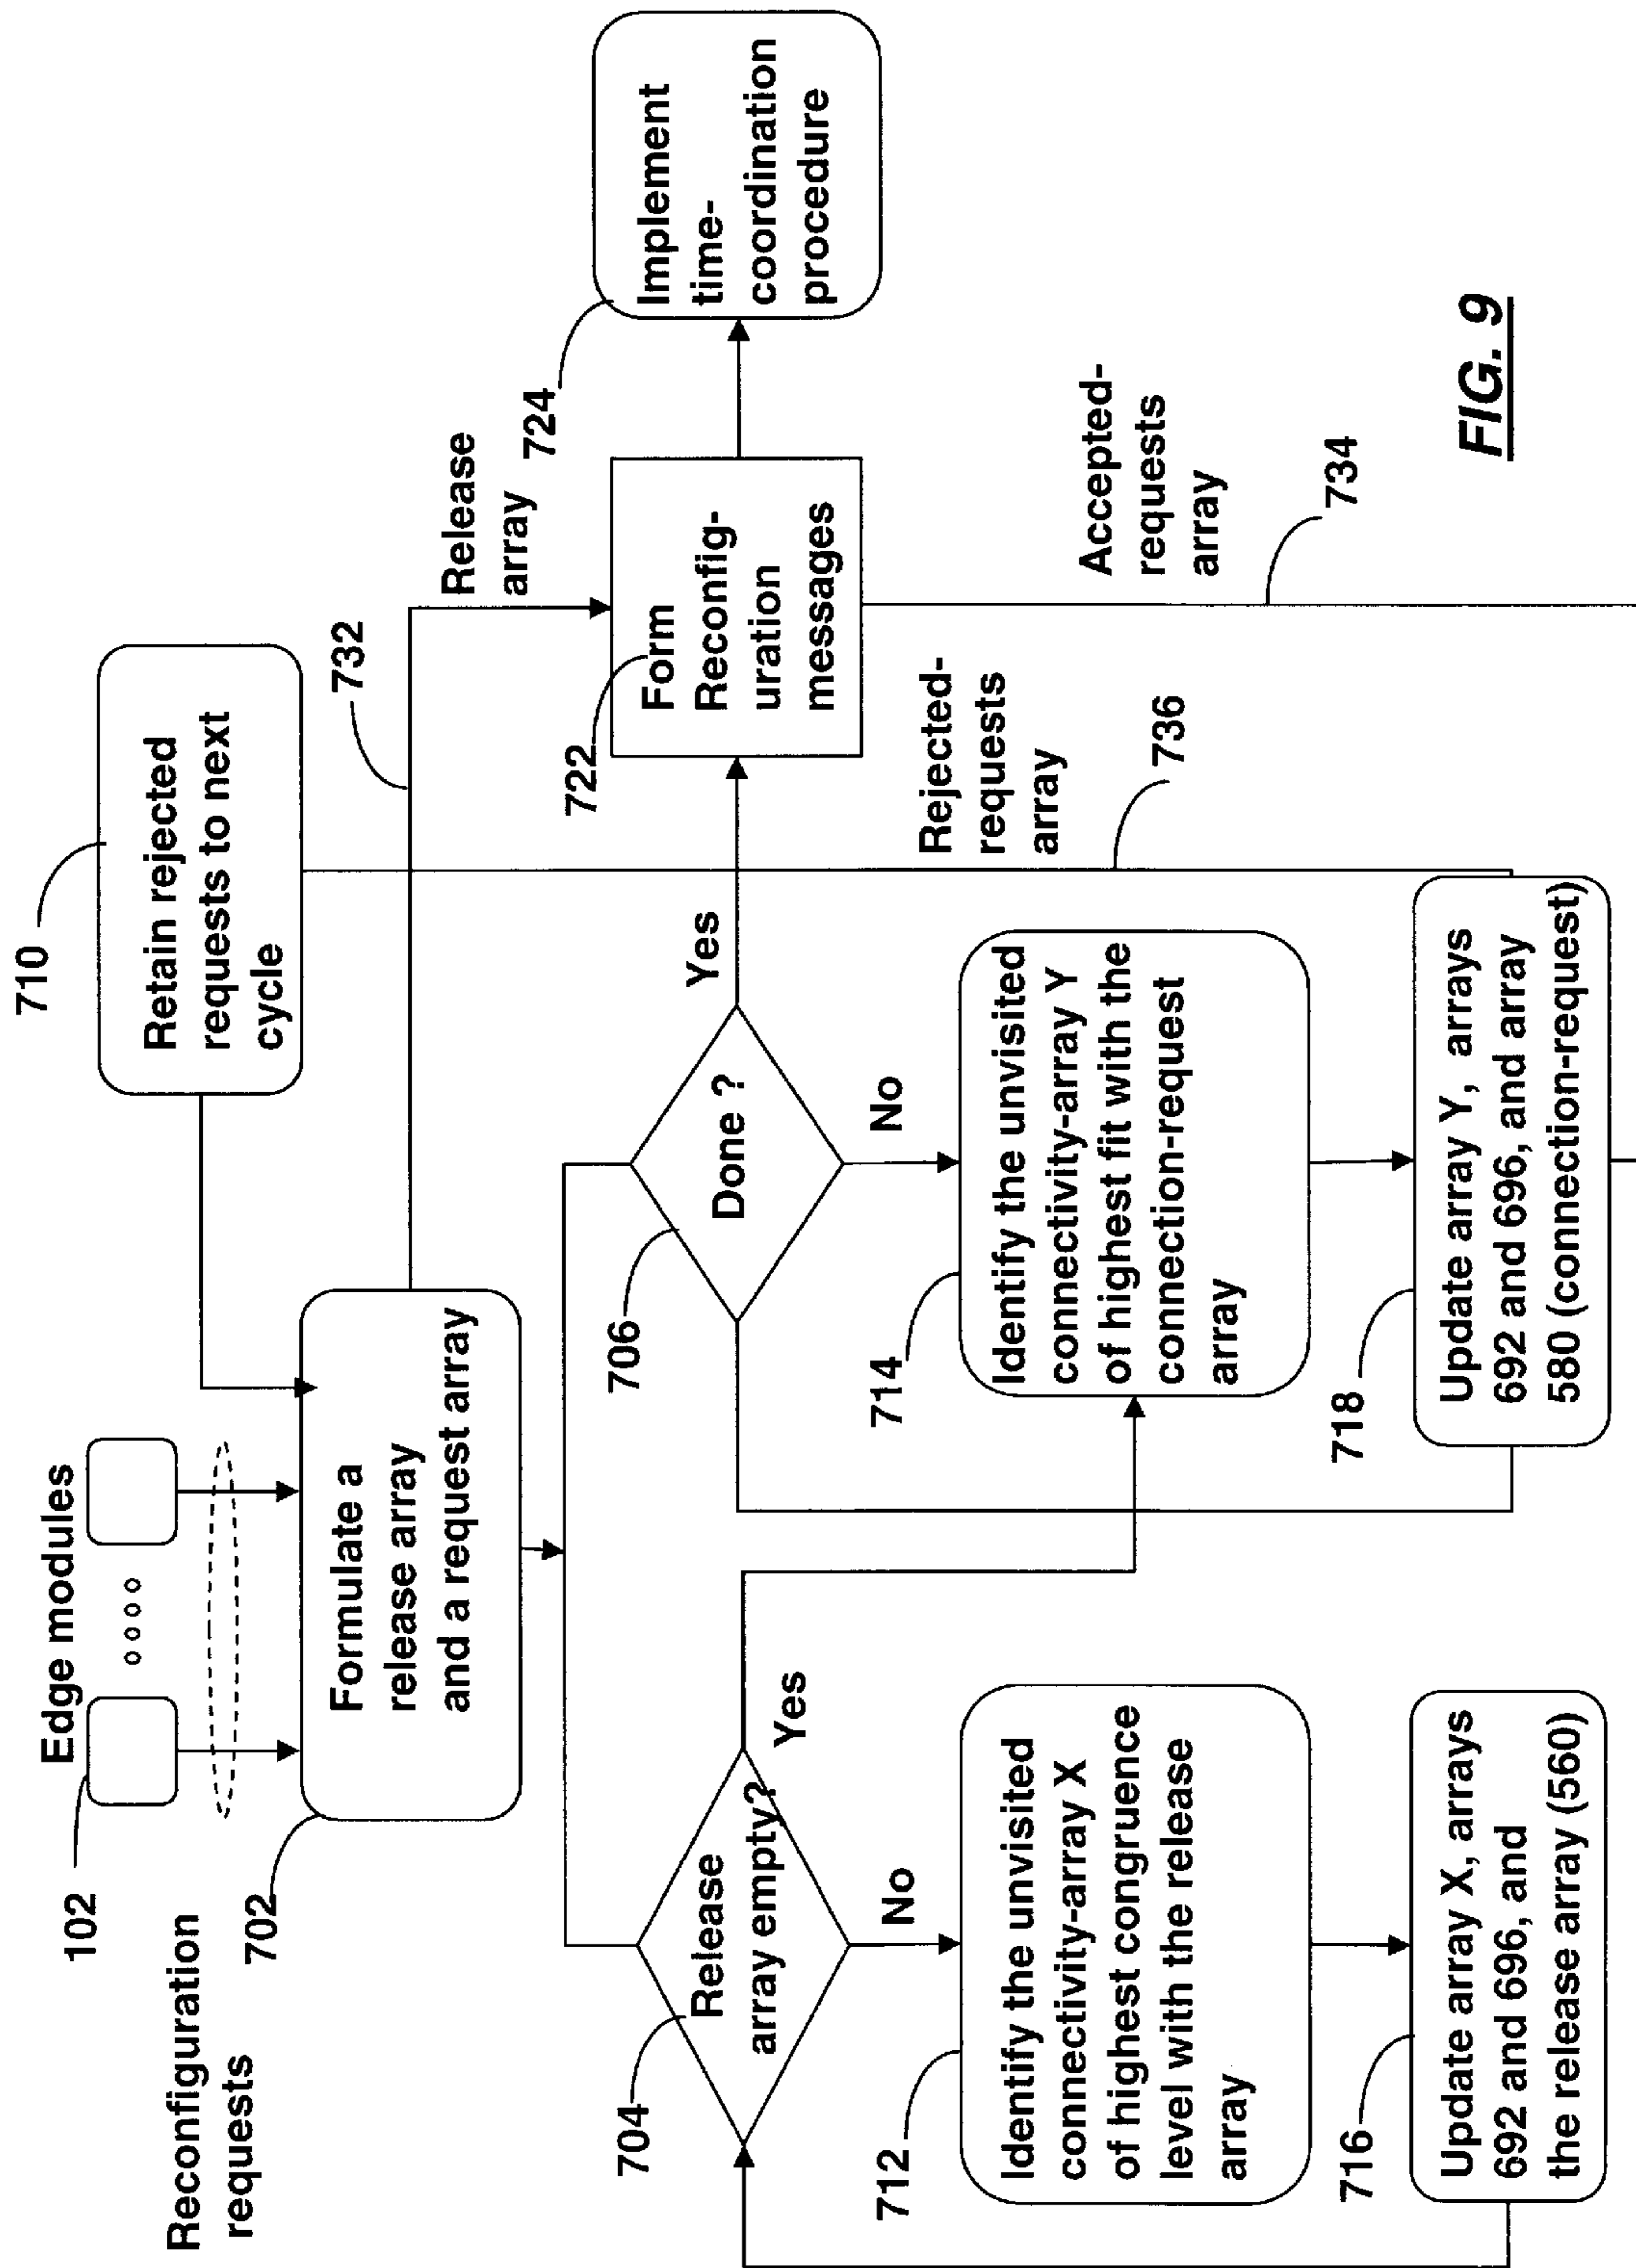 Edge modules
102
Reconfiguration
requests
702
Formulate a
release array
and a request array
710
Retain rejected
requests to next
cycle
732
Release
array
724
Implement
time-
coordination
procedure
722
Form
Reconfig-
uration
messages
704
Release
array empty?
Yes
No
706
Done ?
Yes
No
712
Identify the unvisited
connectivity-array X
of highest congruence
level with the release
array
714
Identify the unvisited
connectivity-array Y
of highest fit with the
connection-request
array
Rejected-
requests
array
736
Accepted-
requests
array
734
716
Update array X, arrays
692 and 696, and
the release array (560)
718
Update array Y, arrays
692 and 696, and array
580 (connection-request)
FIG. 9